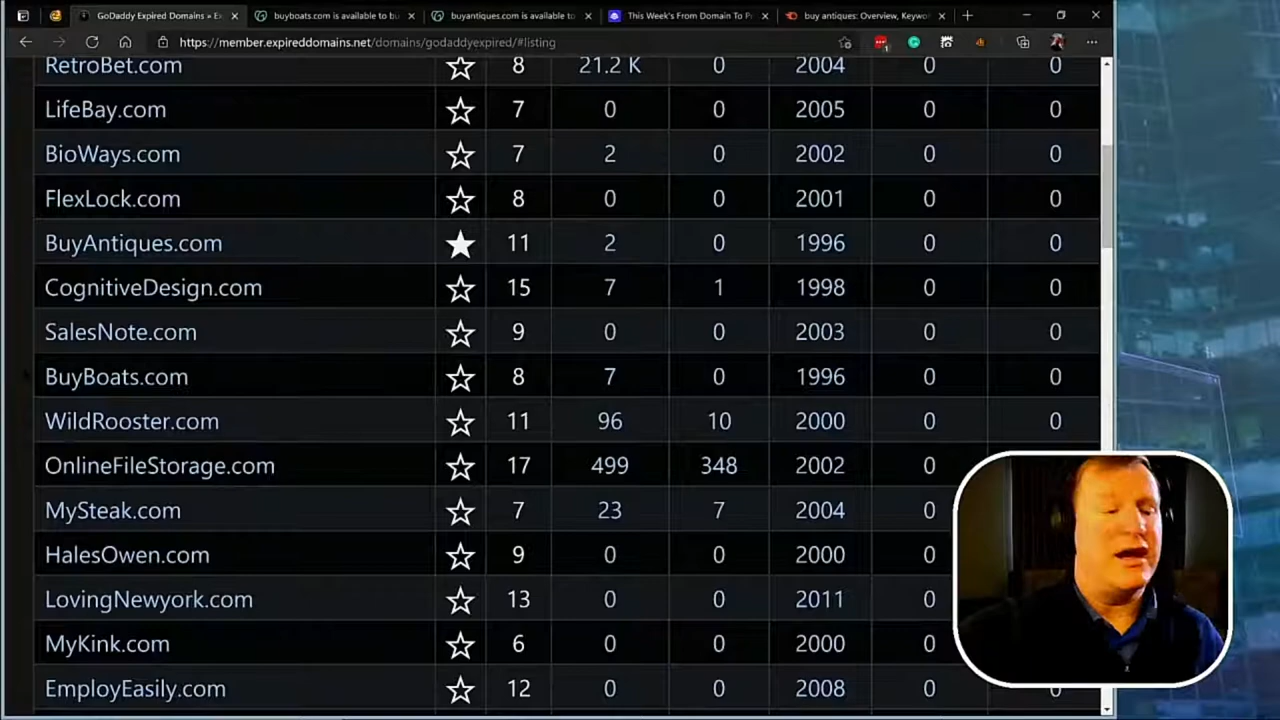 GoDaddy Expired Domains » Ex
buyboats.com is available to bu
buyantiques.com is available to
This Week's From Domain To Pr
buy antiques: Overview, Keywor
https://member.expireddomains.net/domains/godaddyexpired/#listing
1
RetroBet.com 8 21.2 K 0 2004 0 0
LifeBay.com 7 0 0 2005 0 0
BioWays.com 7 2 0 2002 0 0
FlexLock.com 8 0 0 2001 0 0
BuyAntiques.com 11 2 0 1996 0 0
CognitiveDesign.com 15 7 1 1998 0 0
SalesNote.com 9 0 0 2003 0 0
BuyBoats.com 8 7 0 1996 0 0
WildRooster.com 11 96 10 2000 0 0
OnlineFileStorage.com 17 499 348 2002 0
MySteak.com 7 23 7 2004 0
HalesOwen.com 9 0 0 2000 0
LovingNewyork.com 13 0 0 2011 0
MyKink.com 6 0 0 2000 0
EmployEasily.com 12 0 0 2008 0 0